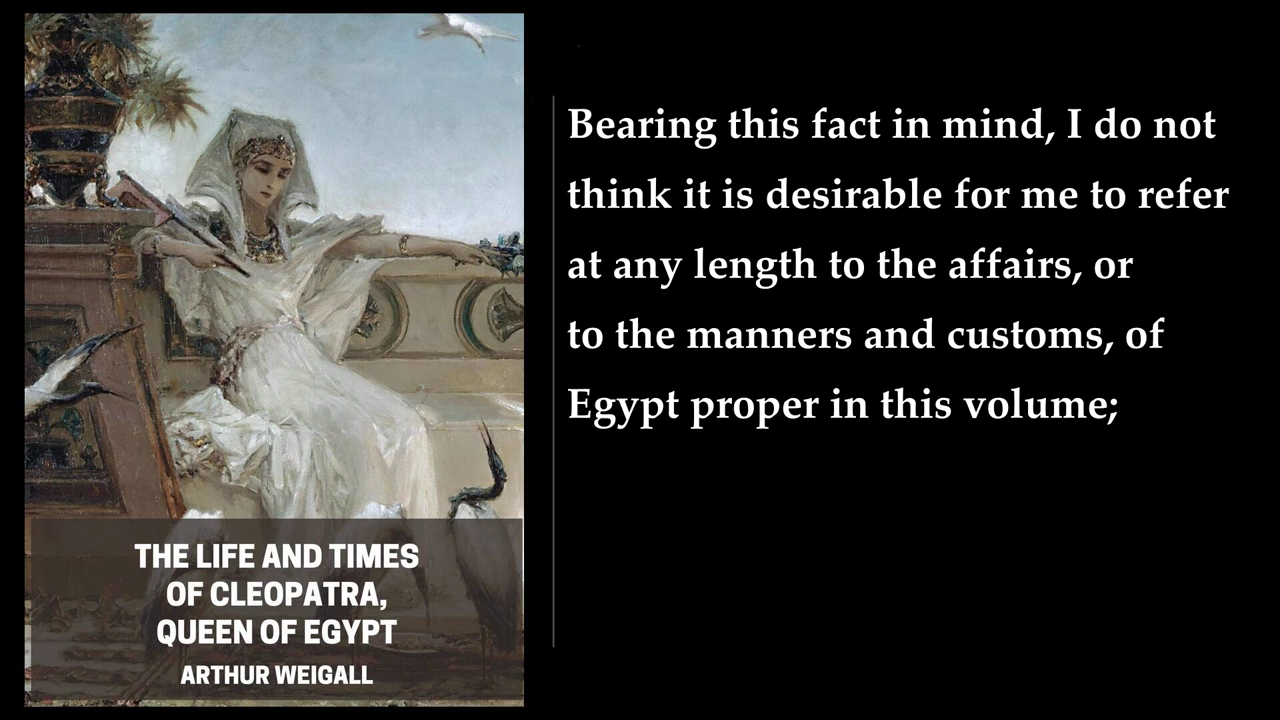 THE LIFE AND TIMES
OF CLEOPATRA,
QUEEN OF EGYPT
ARTHUR WEIGALL
Bearing this fact in mind, I do not
think it is desirable for me to refer
at any length to the affairs, or
to the manners and customs, of
Egypt proper in this volume;